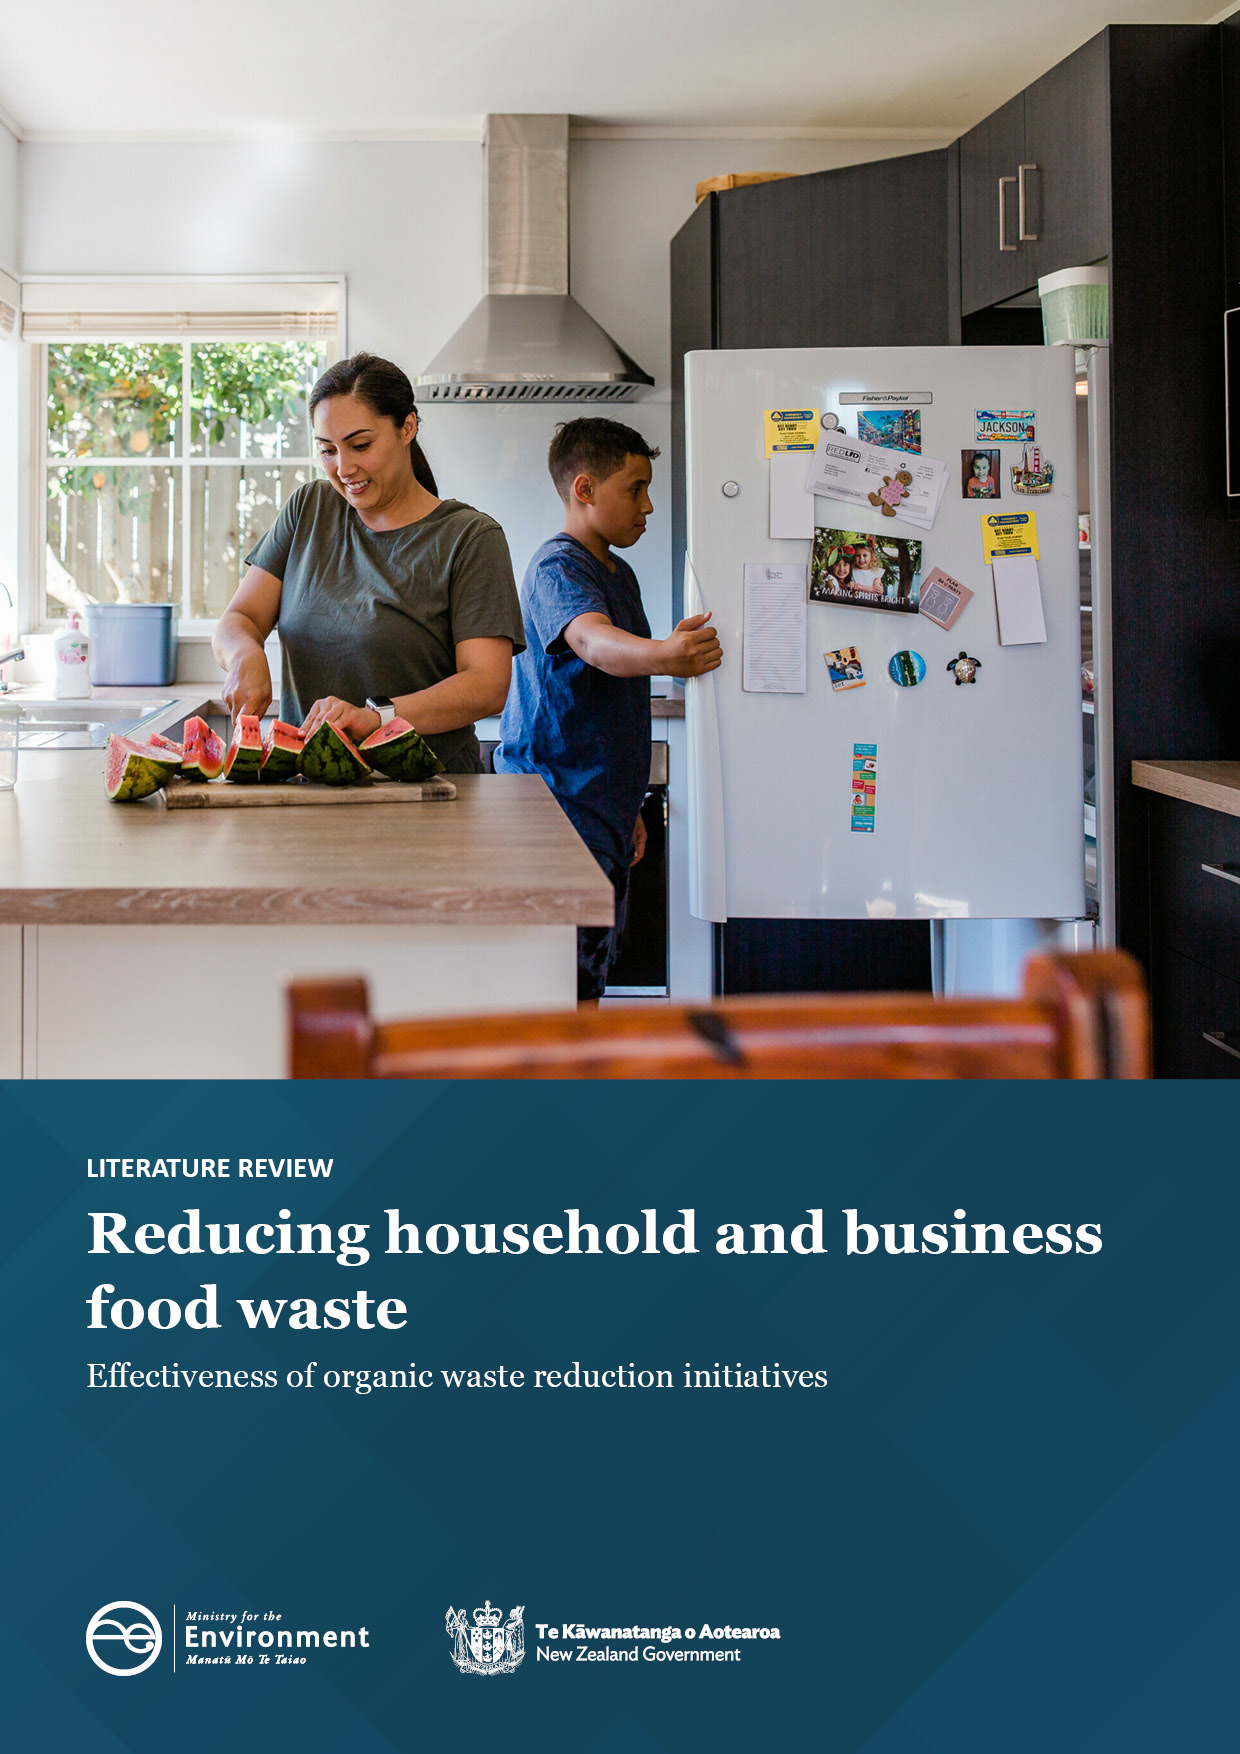 Fisher&Paykel
JACKSON
REDLID
MAKING SPIRITS BRIGHT
LITERATURE REVIEW
Reducing household and business
food waste
Effectiveness of organic waste reduction initiatives
Ministry for the
Environment
Manatū Mō Te Taiao
Te Kāwanatanga o Aotearoa
New Zealand Government